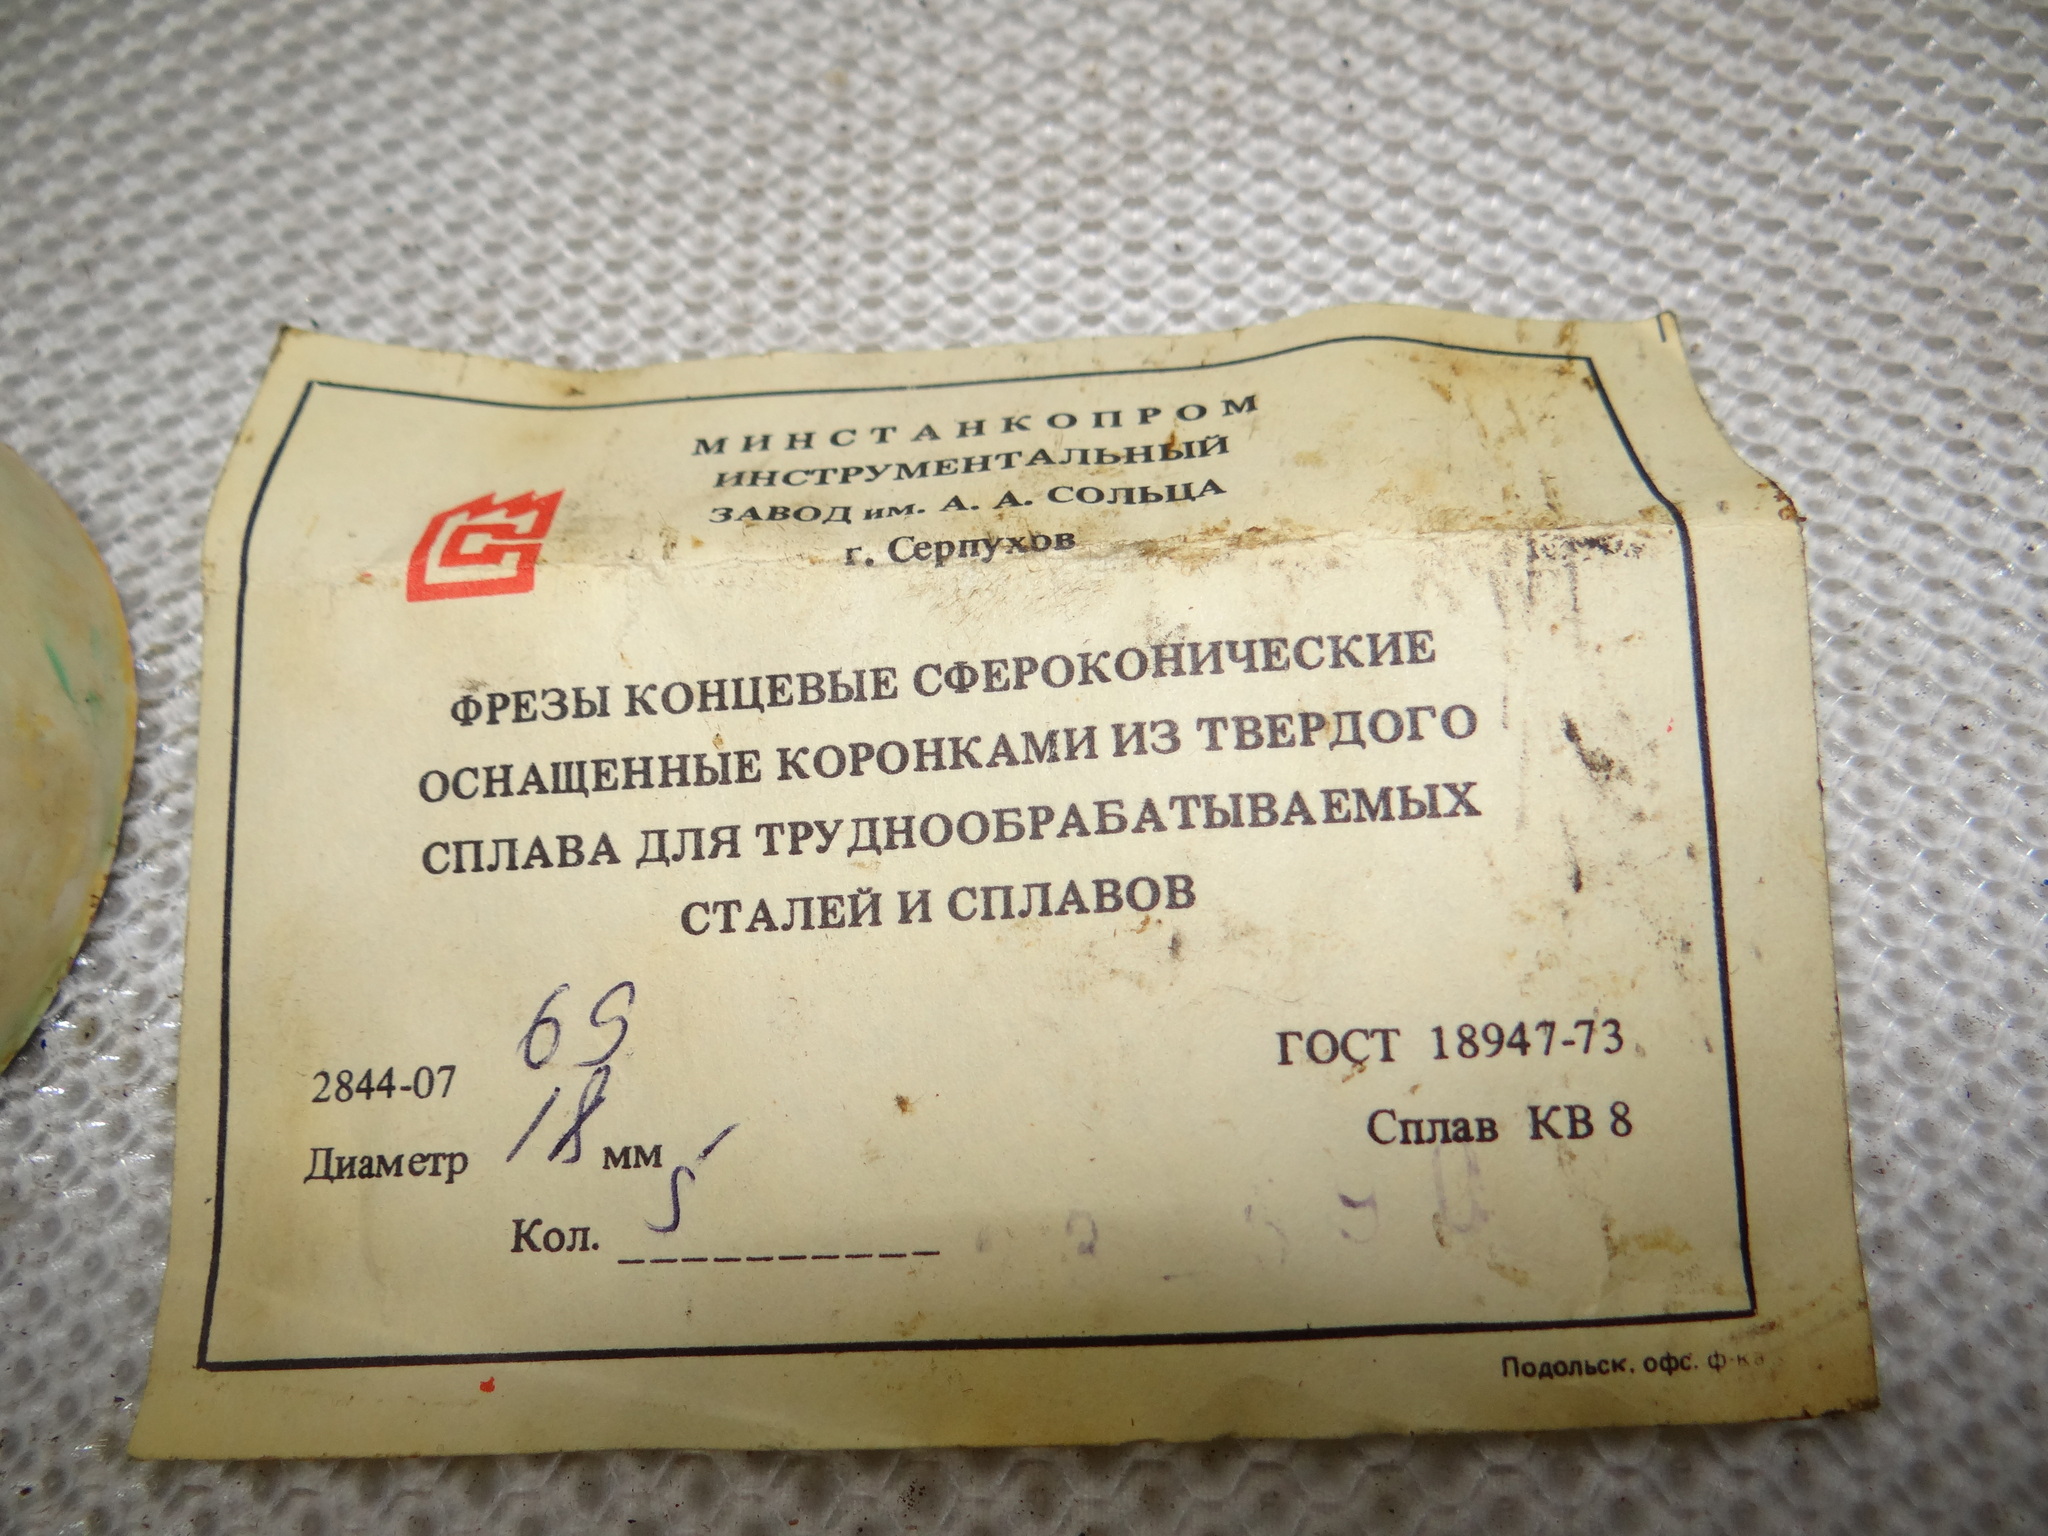 МИНСТАНКОПРОМ
ИНСТРУМЕНТАЛЬНЫЙ
ЗАВОД им. А. А. СОЛЬЦА
г. Серпухов
ФРЕЗЫ КОНЦЕВЫЕ СФЕРОКОНИЧЕСКИЕ
ОСНАЩЕННЫЕ КОРОНКАМИ ИЗ ТВЕРДОГО
СПЛАВА ДЛЯ ТРУДНООБРАБАТЫВАЕМЫХ
СТАЛЕЙ И СПЛАВОВ
2844-07 69
ГОСТ 18947-73
Диаметр 18 мм
Сплав КВ 8
Кол. 5
Подольск. офс. ф-ка